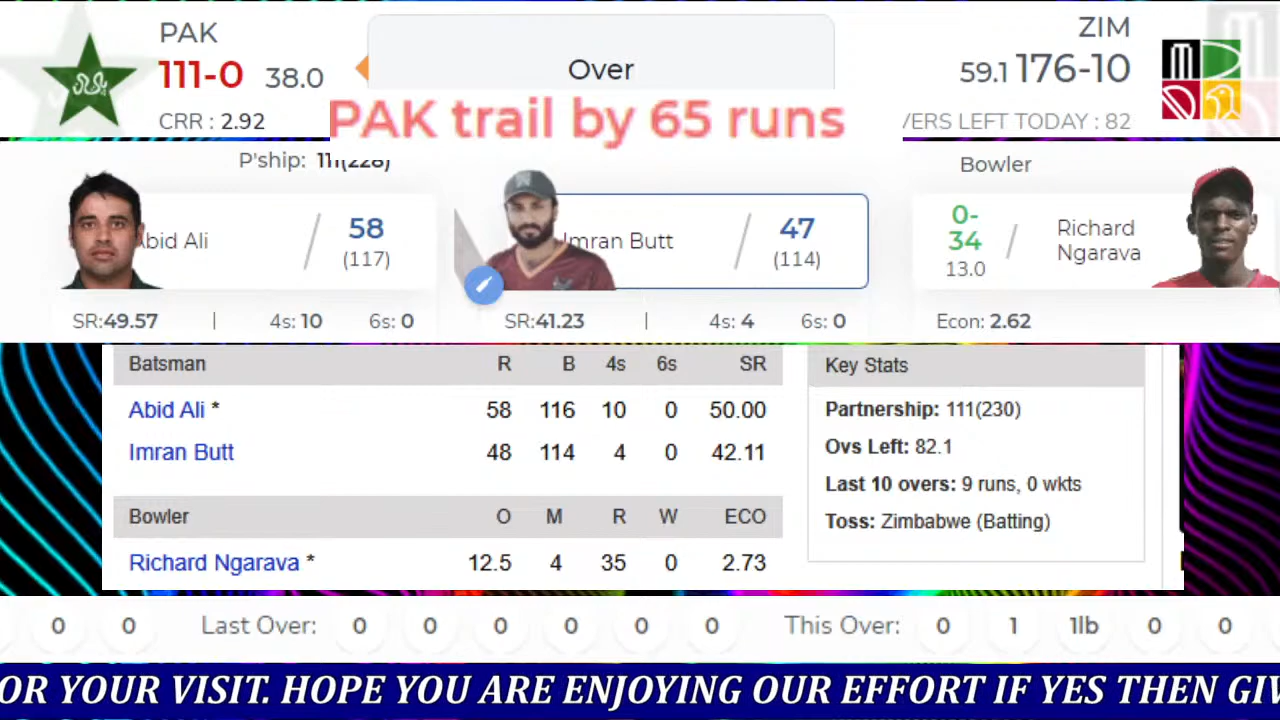 PAK
111-0 38.0
CRR : 2.92
Over
PAK trail by 65 runs
ZIM
59.1 176-10
VERS LEFT TODAY : 82
P'ship: 111(228)
Abid Ali 58 (117)
SR:49.57 | 4s: 10 6s: 0
Imran Butt 47 (114)
SR:41.23 | 4s: 4 6s: 0
Bowler
0-34 13.0 Richard Ngarava
Econ: 2.62
Batsman R B 4s 6s SR
Abid Ali * 58 116 10 0 50.00
Imran Butt 48 114 4 0 42.11
Bowler O M R W ECO
Richard Ngarava * 12.5 4 35 0 2.73
Key Stats
Partnership: 111(230)
Ovs Left: 82.1
Last 10 overs: 9 runs, 0 wkts
Toss: Zimbabwe (Batting)
0 0 Last Over: 0 0 0 0 0 0 This Over: 0 1 1lb 0 0
OR YOUR VISIT. HOPE YOU ARE ENJOYING OUR EFFORT IF YES THEN GIV